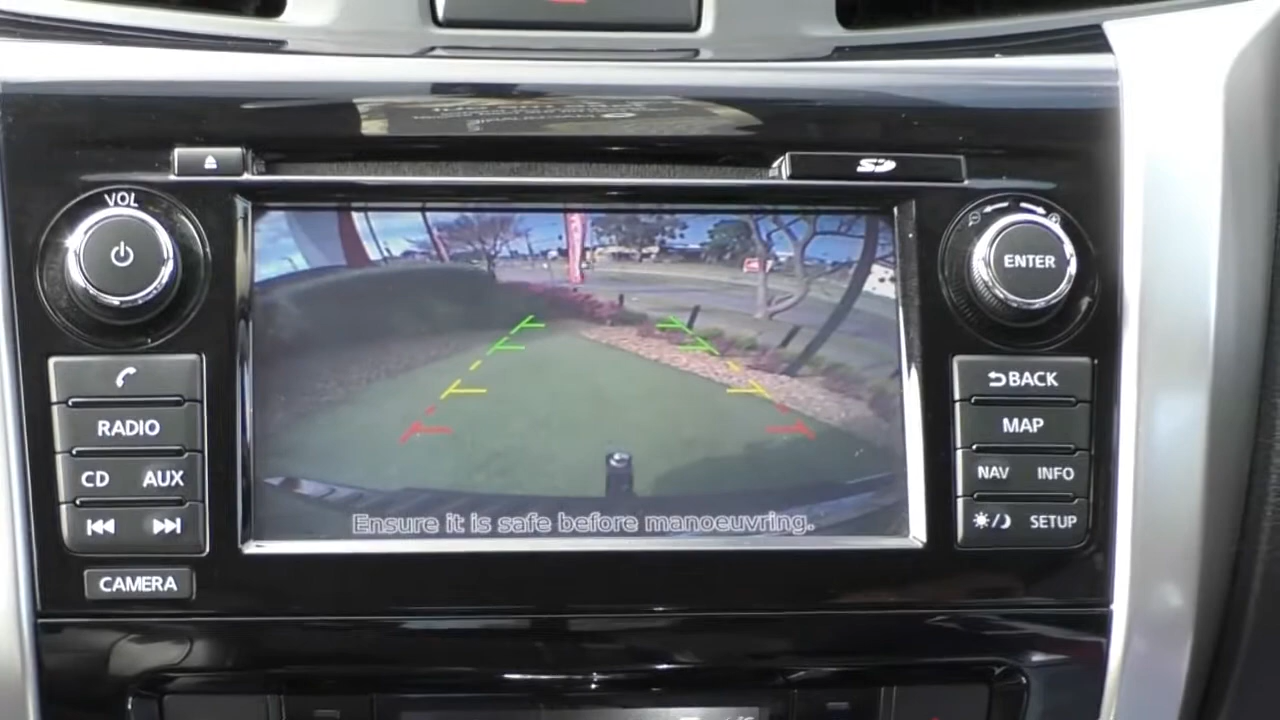 SD
VOL
ENTER
RADIO
CD AUX
CAMERA
BACK
MAP
NAV INFO
SETUP
Ensure it is safe before manoeuvring.